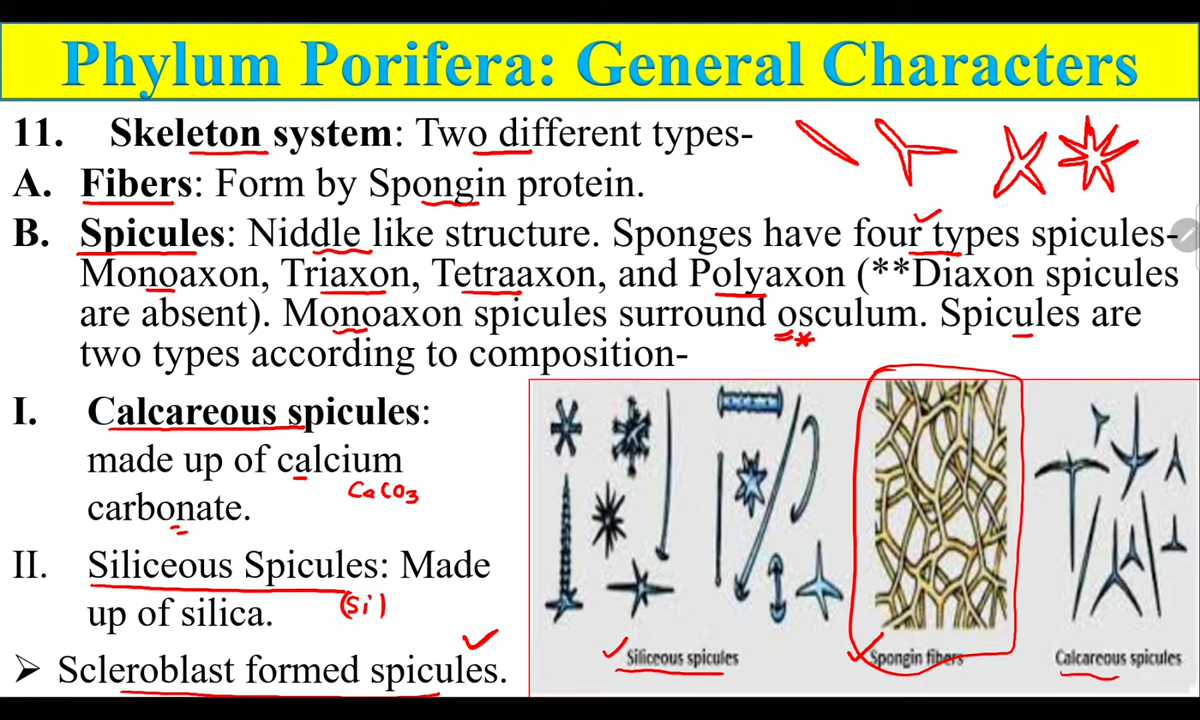 Phylum Porifera: General Characters
11. Skeleton system: Two different types-
A. Fibers: Form by Spongin protein.
B. Spicules: Niddle like structure. Sponges have four types spicules-
Monoaxon, Triaxon, Tetraaxon, and Polyaxon (**Diaxon spicules
are absent). Monoaxon spicules surround osculum. Spicules are
two types according to composition-
I. Calcareous spicules:
made up of calcium
carbonate.
CaCO3
II. Siliceous Spicules: Made
up of silica.
(Si)
➢ Scleroblast formed spicules.
Siliceous spicules
Spongin fibers
Calcareous spicules